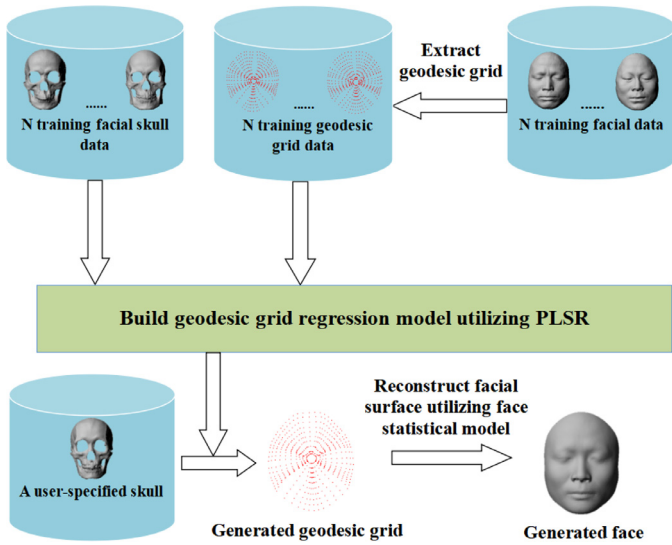 Extract
geodesic grid
......
N training facial skull
data
......
N training geodesic
grid data
......
N training facial data
Build geodesic grid regression model utilizing PLSR
Reconstruct facial
surface utilizing face
statistical model
A user-specified skull
Generated geodesic grid
Generated face